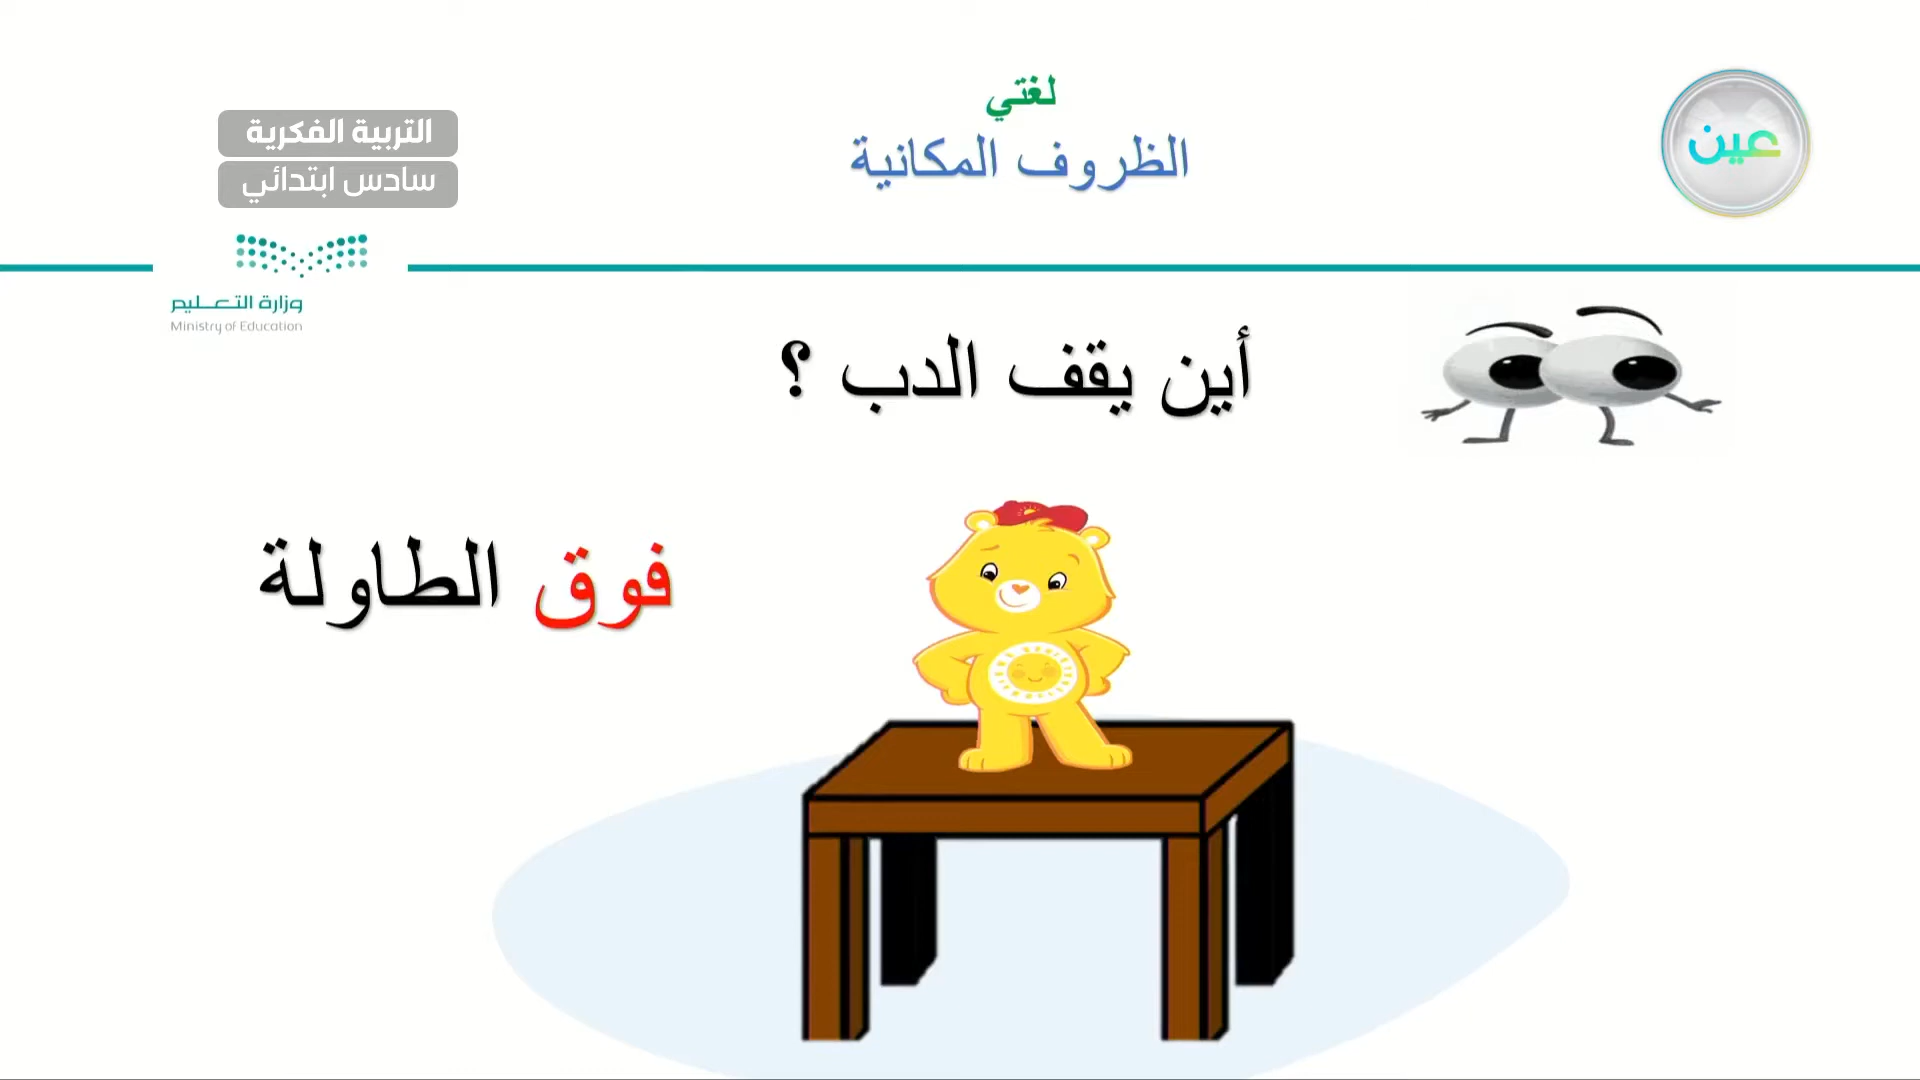 لغتي
الظروف المكانية
عين
التربية الفكرية
سادس ابتدائي
وزارة التعليم
Ministry of Education
أين يقف الدب ؟
فوق الطاولة